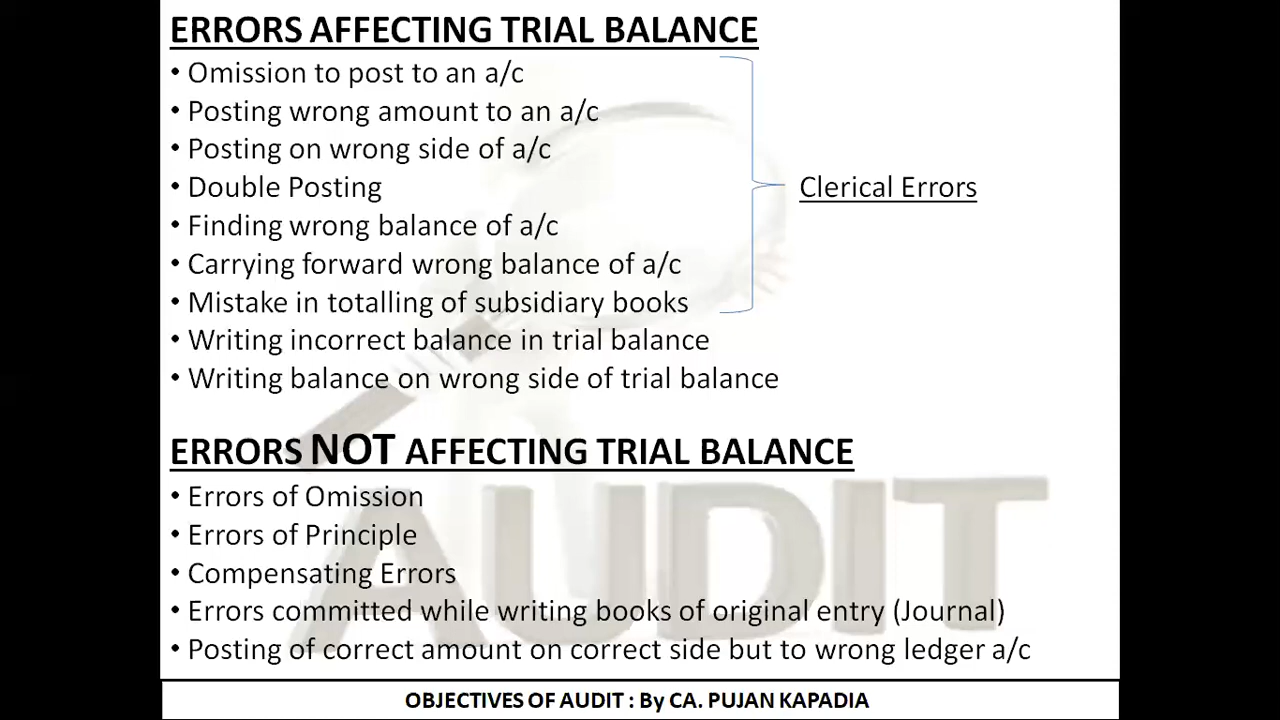 ERRORS AFFECTING TRIAL BALANCE
• Omission to post to an a/c
• Posting wrong amount to an a/c
• Posting on wrong side of a/c
• Double Posting
• Finding wrong balance of a/c
• Carrying forward wrong balance of a/c
• Mistake in totalling of subsidiary books
• Writing incorrect balance in trial balance
• Writing balance on wrong side of trial balance
Clerical Errors
ERRORS NOT AFFECTING TRIAL BALANCE
• Errors of Omission
• Errors of Principle
• Compensating Errors
• Errors committed while writing books of original entry (Journal)
• Posting of correct amount on correct side but to wrong ledger a/c
AUDIT
OBJECTIVES OF AUDIT : By CA. PUJAN KAPADIA